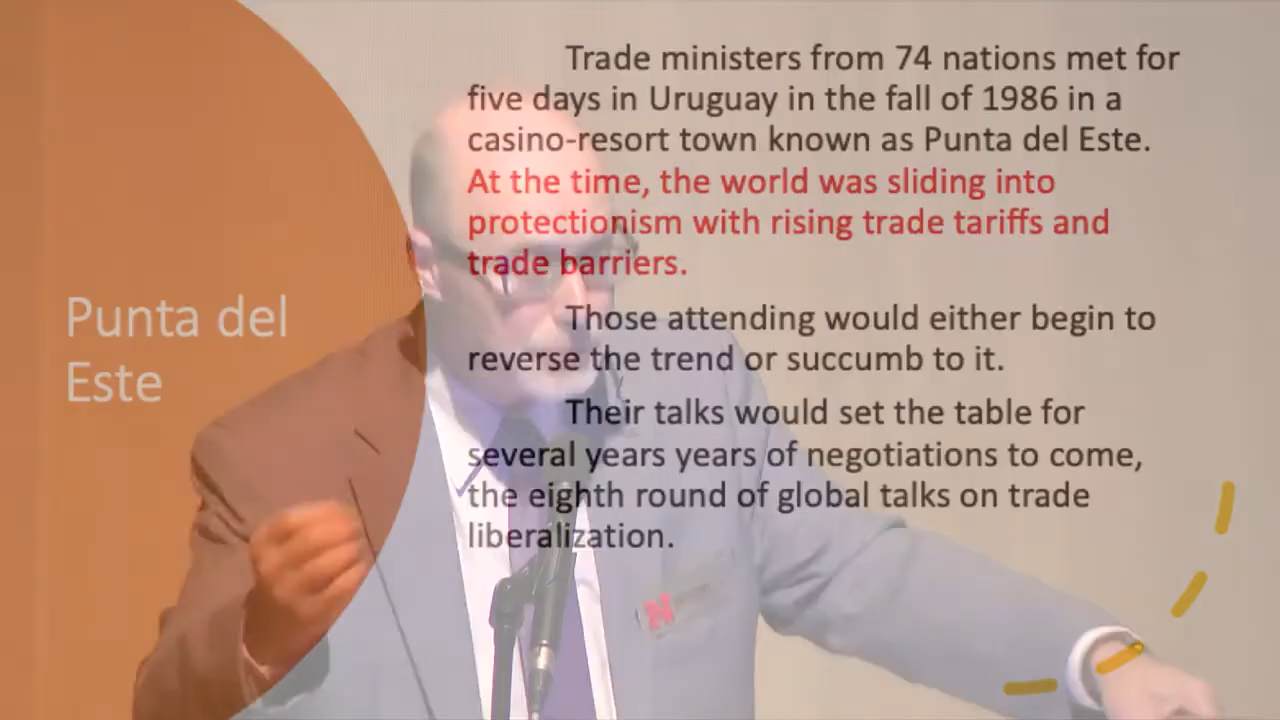 Punta del
Este
Trade ministers from 74 nations met for
five days in Uruguay in the fall of 1986 in a
casino-resort town known as Punta del Este.
At the time, the world was sliding into
protectionism with rising trade tariffs and
trade barriers.
Those attending would either begin to
reverse the trend or succumb to it.
Their talks would set the table for
several years years of negotiations to come,
the eighth round of global talks on trade
liberalization.
N